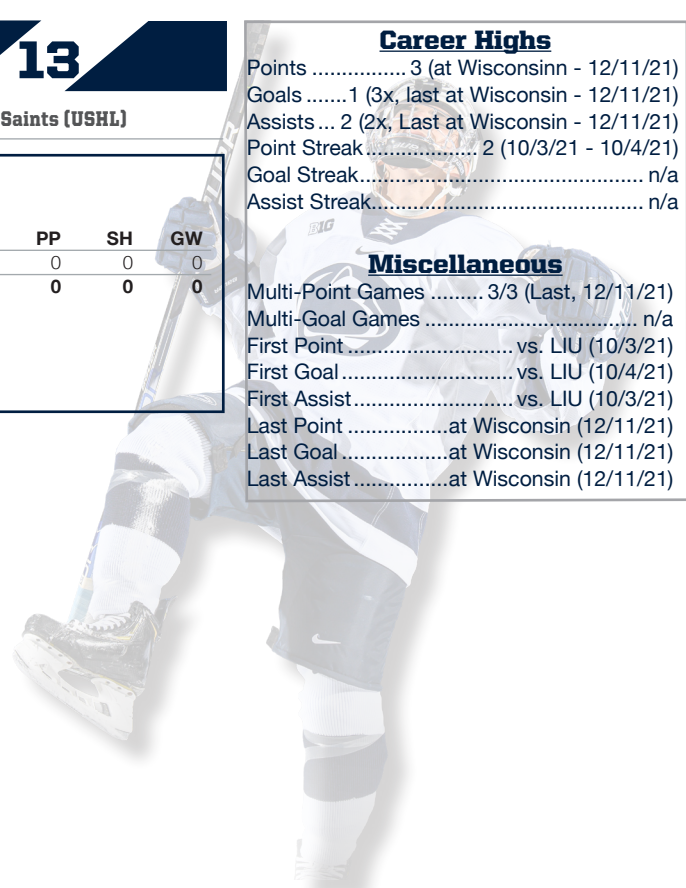 13
Saints (USHL)
PP SH GW
0 0 0
0 0 0
Career Highs
Points ................ 3 (at Wisconsinn - 12/11/21)
Goals .......1 (3x, last at Wisconsin - 12/11/21)
Assists ... 2 (2x, Last at Wisconsin - 12/11/21)
Point Streak................... 2 (10/3/21 - 10/4/21)
Goal Streak................................................ n/a
Assist Streak.............................................. n/a
Miscellaneous
Multi-Point Games ......... 3/3 (Last, 12/11/21)
Multi-Goal Games .................................... n/a
First Point ............................ vs. LIU (10/3/21)
First Goal ............................. vs. LIU (10/4/21)
First Assist ........................... vs. LIU (10/3/21)
Last Point .................at Wisconsin (12/11/21)
Last Goal ..................at Wisconsin (12/11/21)
Last Assist ................at Wisconsin (12/11/21)
B1G